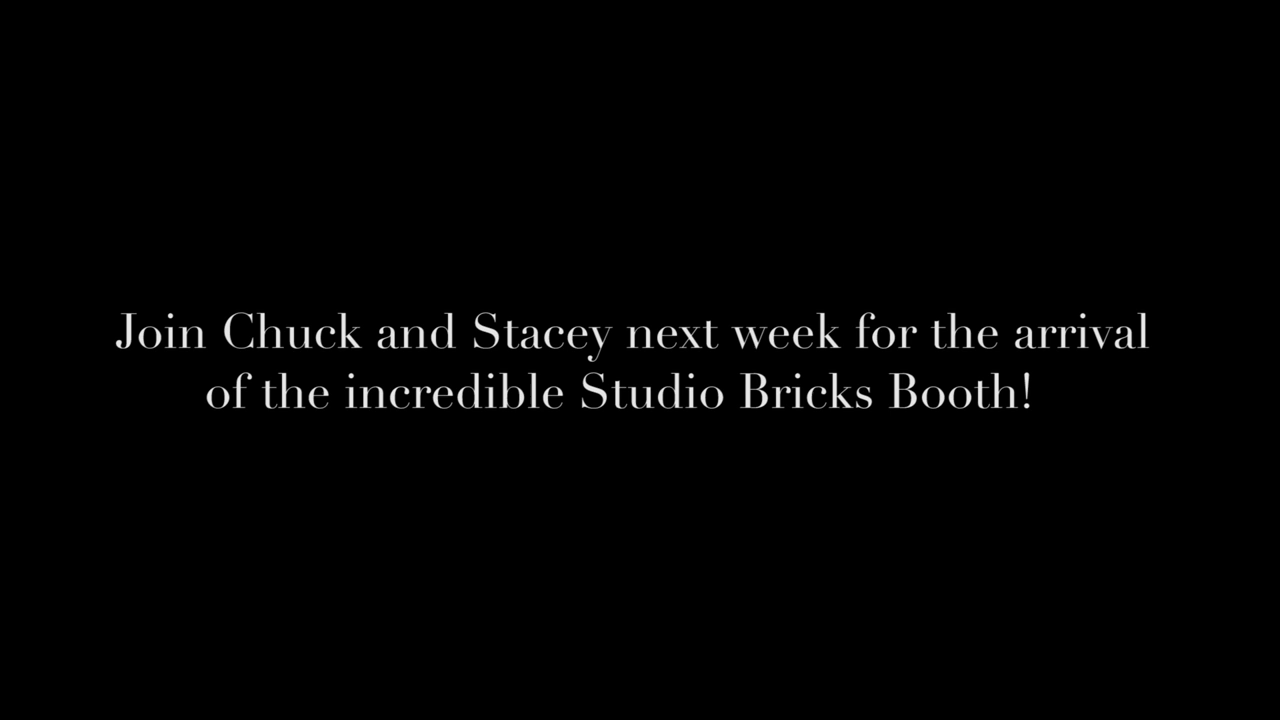 Join Chuck and Stacey next week for the arrival
of the incredible Studio Bricks Booth!